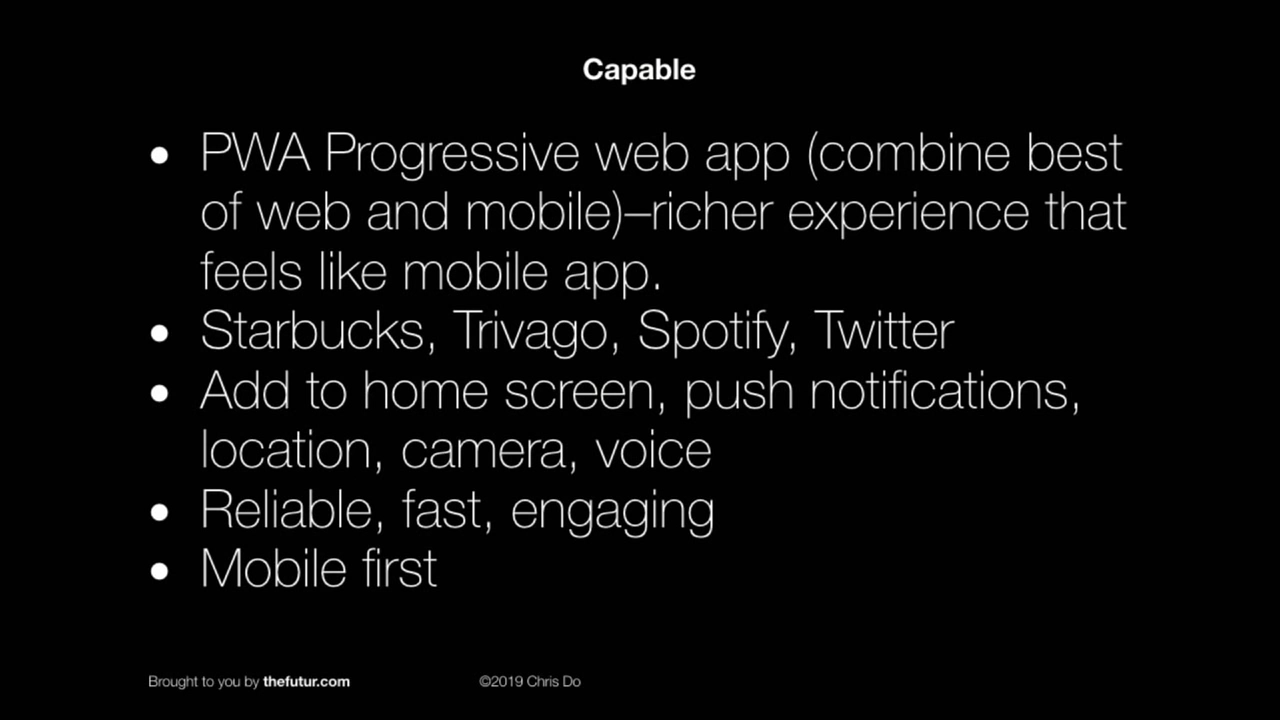 Capable
• PWA Progressive web app (combine best
of web and mobile)–richer experience that
feels like mobile app.
• Starbucks, Trivago, Spotify, Twitter
• Add to home screen, push notifications,
location, camera, voice
• Reliable, fast, engaging
• Mobile first
Brought to you by thefutur.com ©2019 Chris Do